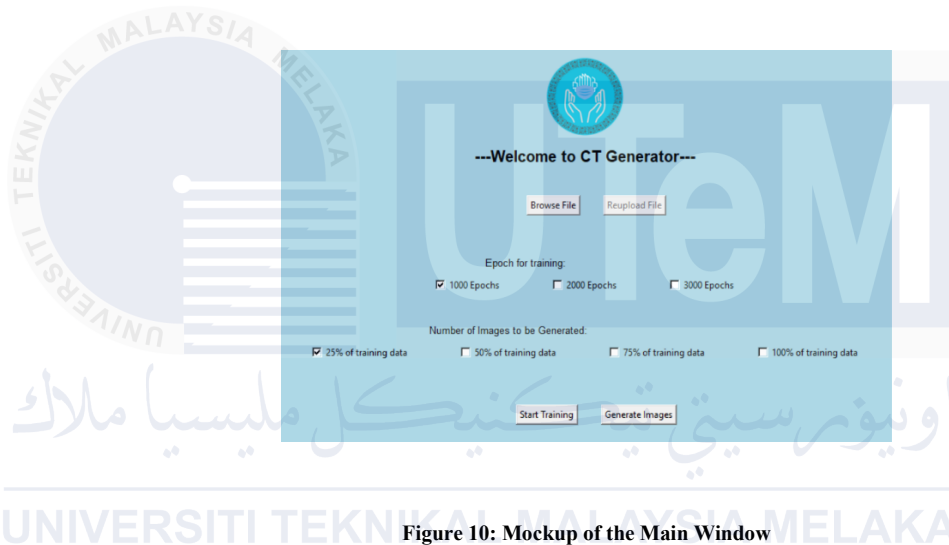 UNIVERSITI TEKNIKAL MALAYSIA MELAKA
UTeM
---Welcome to CT Generator---
Browse File Reupload File
Epoch for training:
1000 Epochs 2000 Epochs 3000 Epochs
Number of Images to be Generated:
25% of training data 50% of training data 75% of training data 100% of training data
Start Training Generate Images
اونيۏرسيتي تيکنيکل مليسيا ملاك
UNIVERSITI TEKNIKAL MALAYSIA MELAKA
Figure 10: Mockup of the Main Window